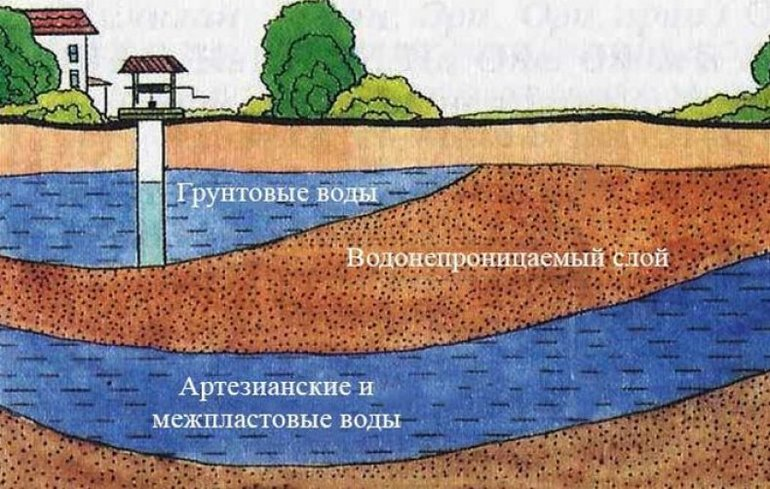 Грунтовые воды
Водонепроницаемый слой
Артезианские и
межпластовые воды